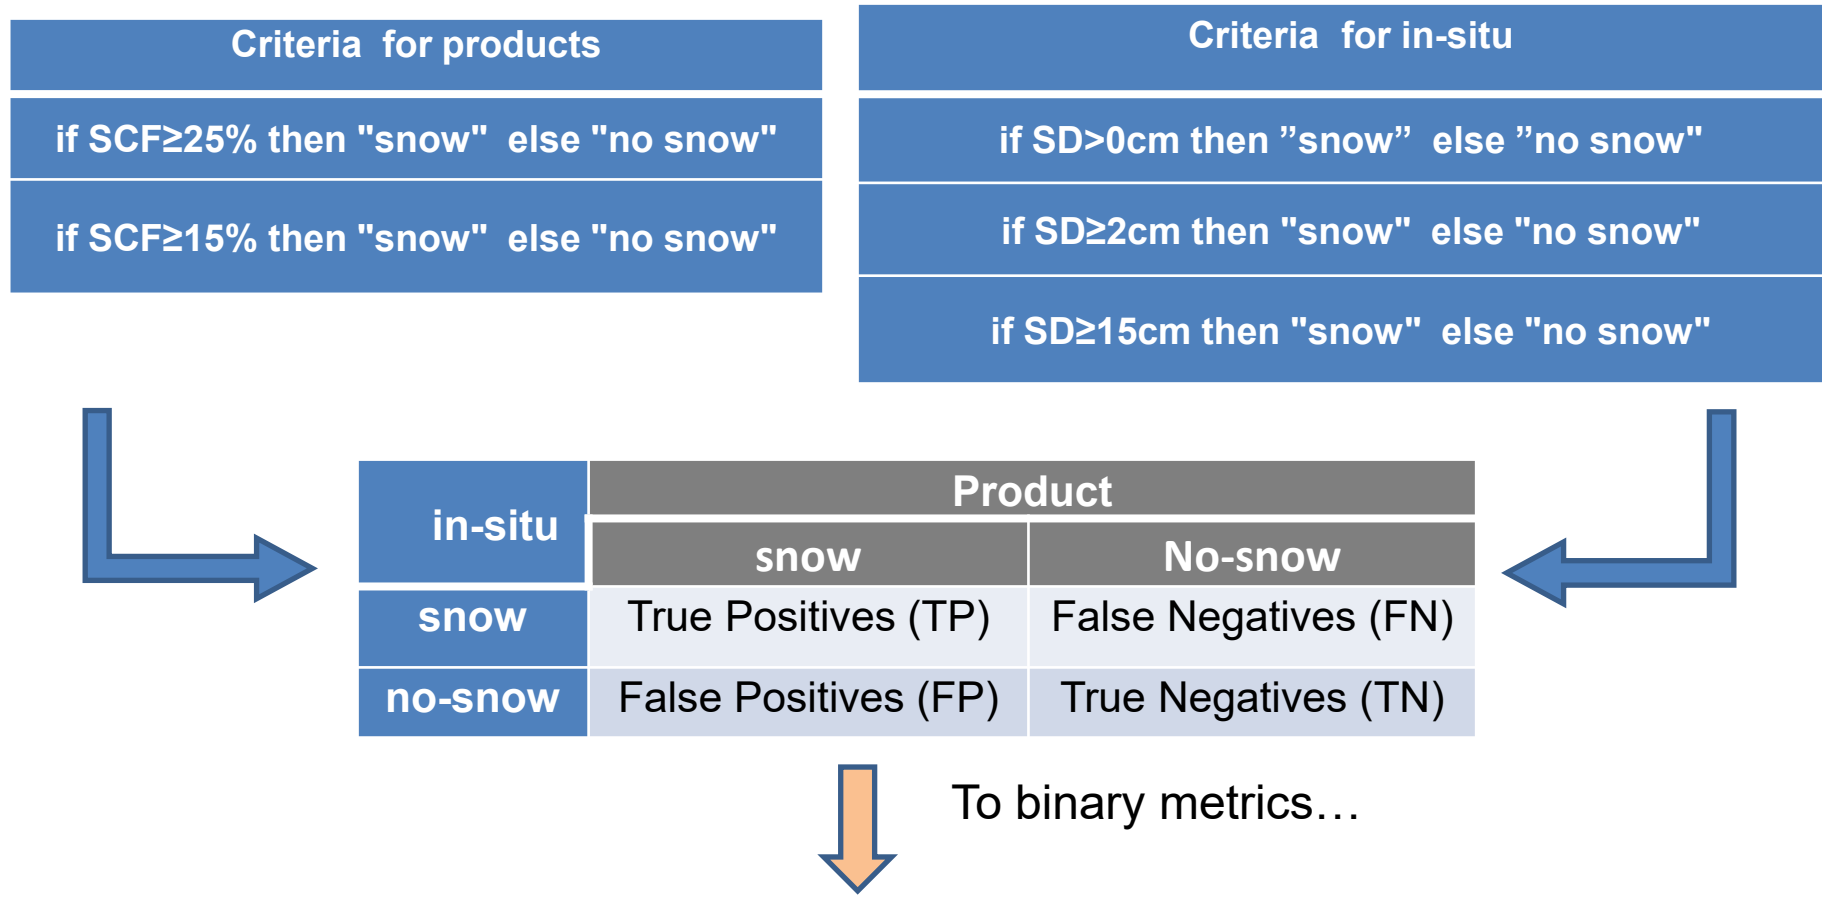 Criteria  for products
if SCF≥25% then "snow"  else "no snow"
if SCF≥15% then "snow"  else "no snow"
Criteria  for in-situ
if SD>0cm then ”snow”  else ”no snow"
if SD≥2cm then "snow"  else "no snow"
if SD≥15cm then "snow"  else "no snow"
in-situ
Product
snow
No-snow
snow
True Positives (TP)
False Negatives (FN)
no-snow
False Positives (FP)
True Negatives (TN)
To binary metrics…